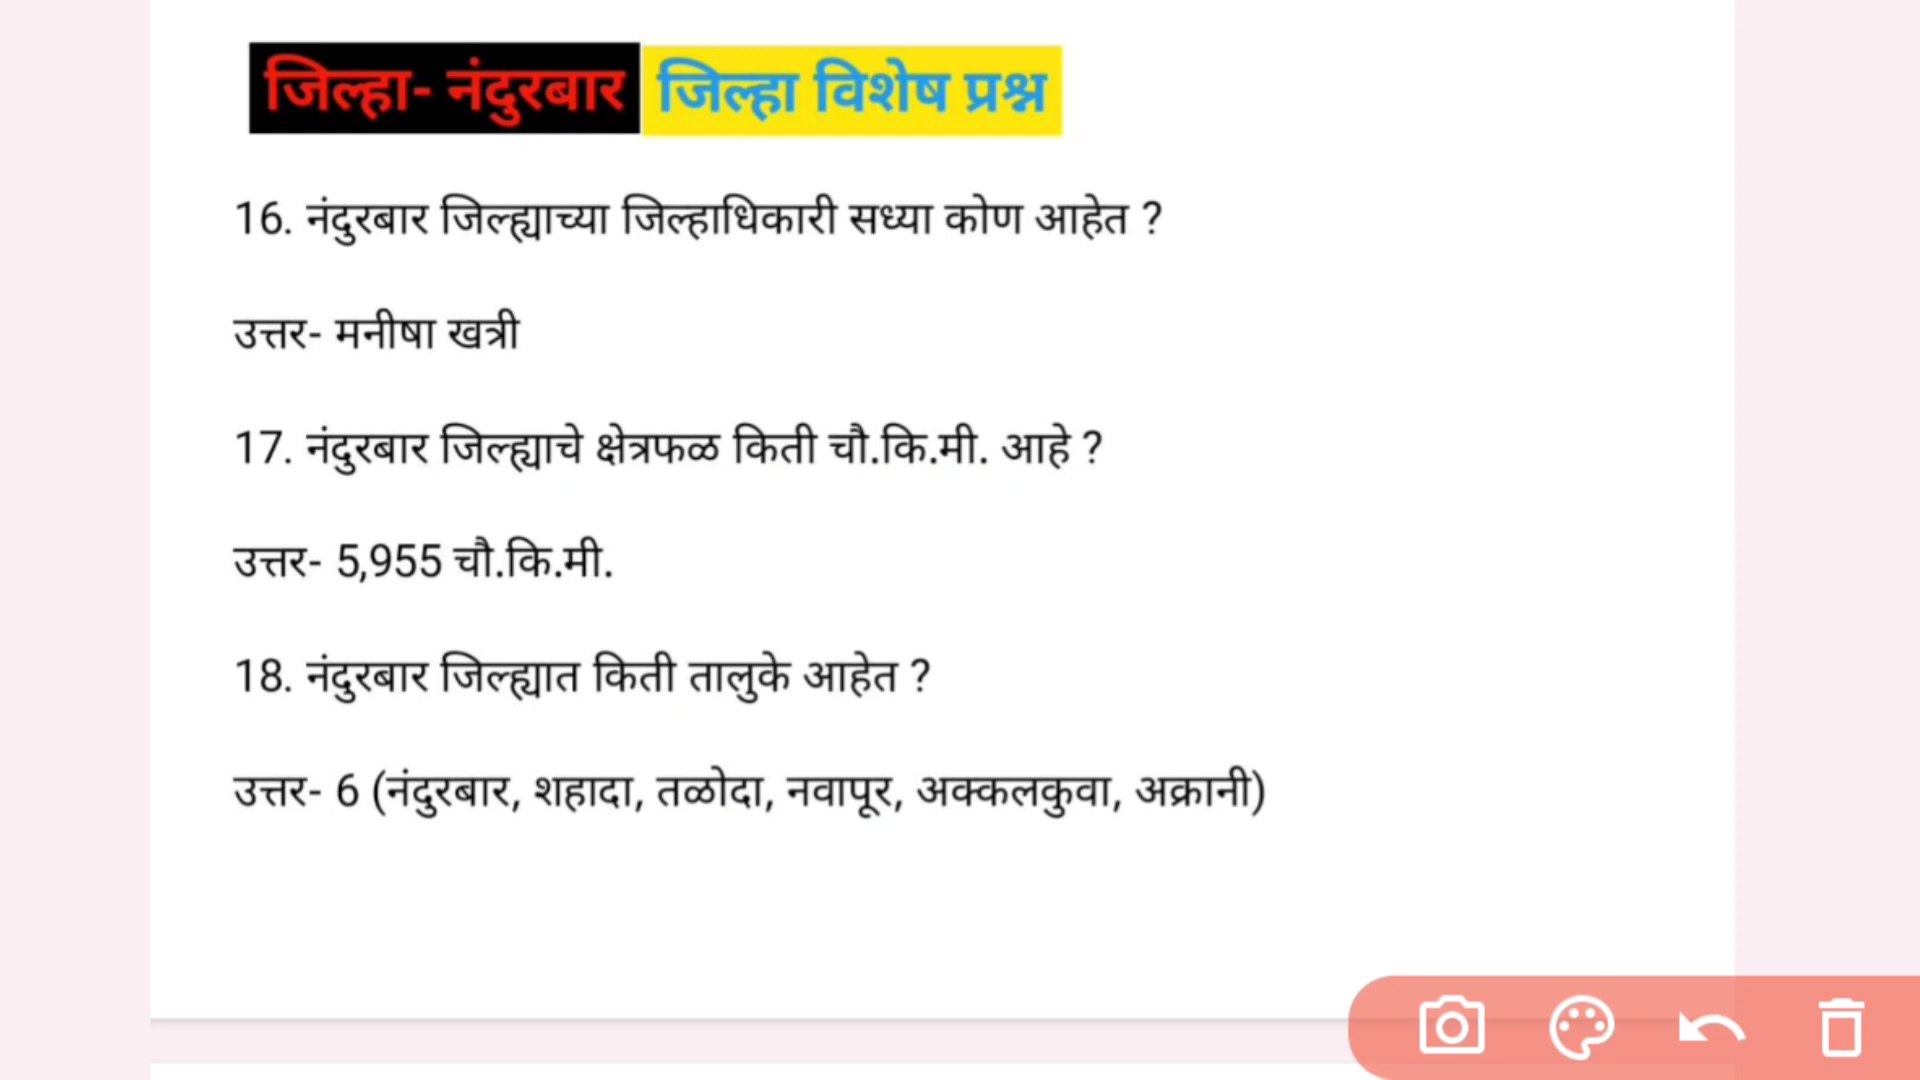 जिल्हा- नंदुरबार जिल्हा विशेष प्रश्न
16. नंदुरबार जिल्ह्याच्या जिल्हाधिकारी सध्या कोण आहेत ?
उत्तर- मनीषा खत्री
17. नंदुरबार जिल्ह्याचे क्षेत्रफळ किती चौ.कि.मी. आहे ?
उत्तर- 5,955 चौ.कि.मी.
18. नंदुरबार जिल्ह्यात किती तालुके आहेत ?
उत्तर- 6 (नंदुरबार, शहादा, तळोदा, नवापूर, अक्कलकुवा, अक्रानी)